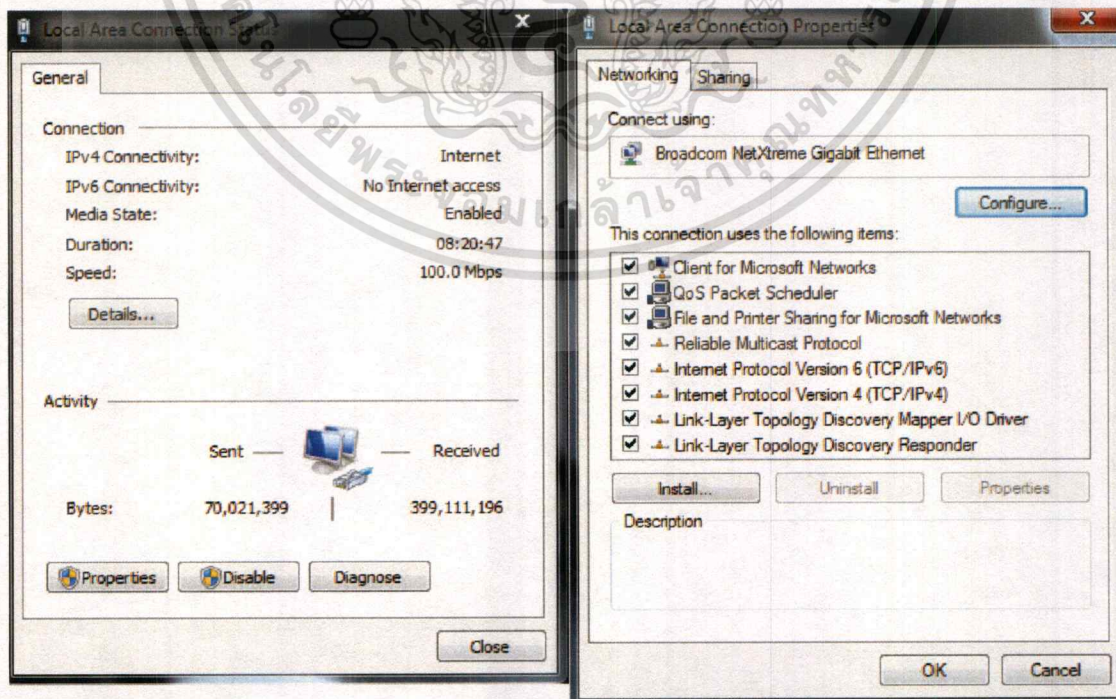 Local Area Connection Status
General
Connection
IPv4 Connectivity: Internet
IPv6 Connectivity: No Internet access
Media State: Enabled
Duration: 08:20:47
Speed: 100.0 Mbps
Details...
Activity
Sent Received
Bytes: 70,021,399 399,111,196
Properties Disable Diagnose
Close
Local Area Connection Properties
Networking Sharing
Connect using:
Broadcom NetXtreme Gigabit Ethernet
Configure...
This connection uses the following items:
Client for Microsoft Networks
QoS Packet Scheduler
File and Printer Sharing for Microsoft Networks
Reliable Multicast Protocol
Internet Protocol Version 6 (TCP/IPv6)
Internet Protocol Version 4 (TCP/IPv4)
Link-Layer Topology Discovery Mapper I/O Driver
Link-Layer Topology Discovery Responder
Install... Uninstall Properties
Description
OK Cancel